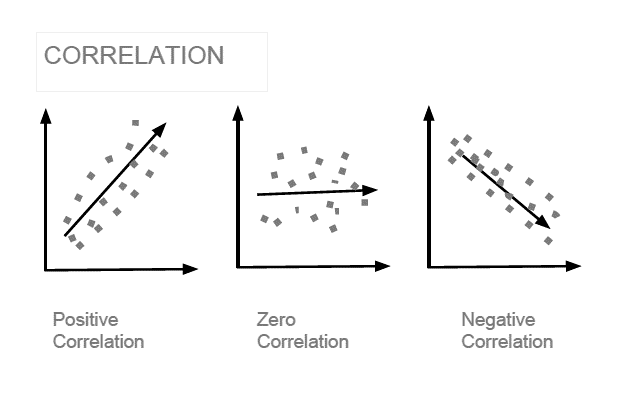 CORRELATION
Positive
Correlation
Zero
Correlation
Negative
Correlation